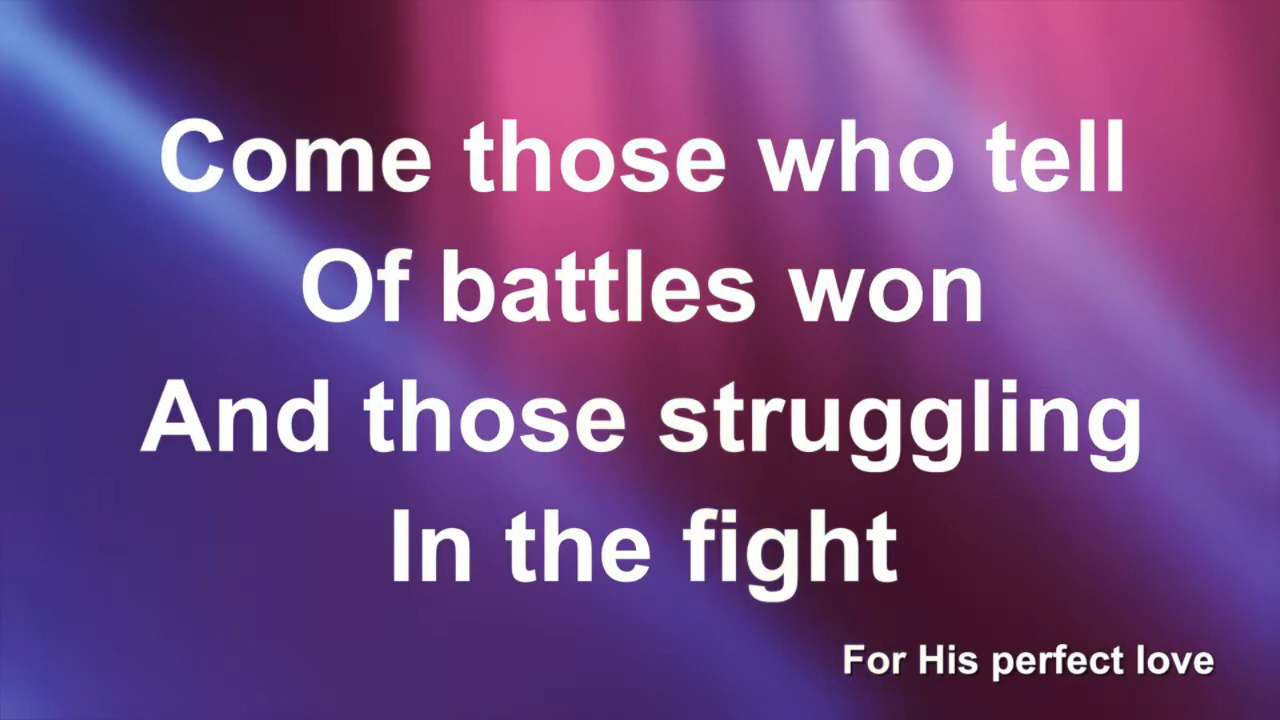 Come those who tell
Of battles won
And those struggling
In the fight
For His perfect love